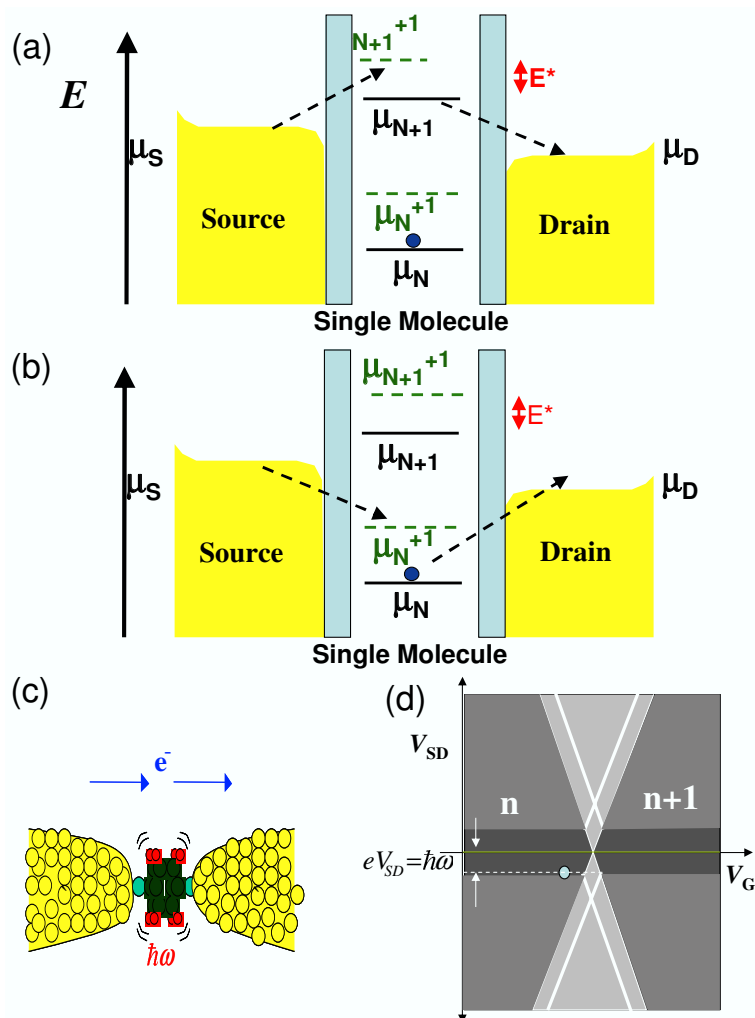 (a)
E
N+1 +1
E*
μS
μN+1
μD
μN +1
Source
Drain
μN
Single Molecule
(b)
μN+1 +1
E*
μS
μN+1
μD
μN +1
Source
Drain
μN
Single Molecule
(c)
(d)
e-
VSD
n
n+1
eVSD=ħω
VG
ħω